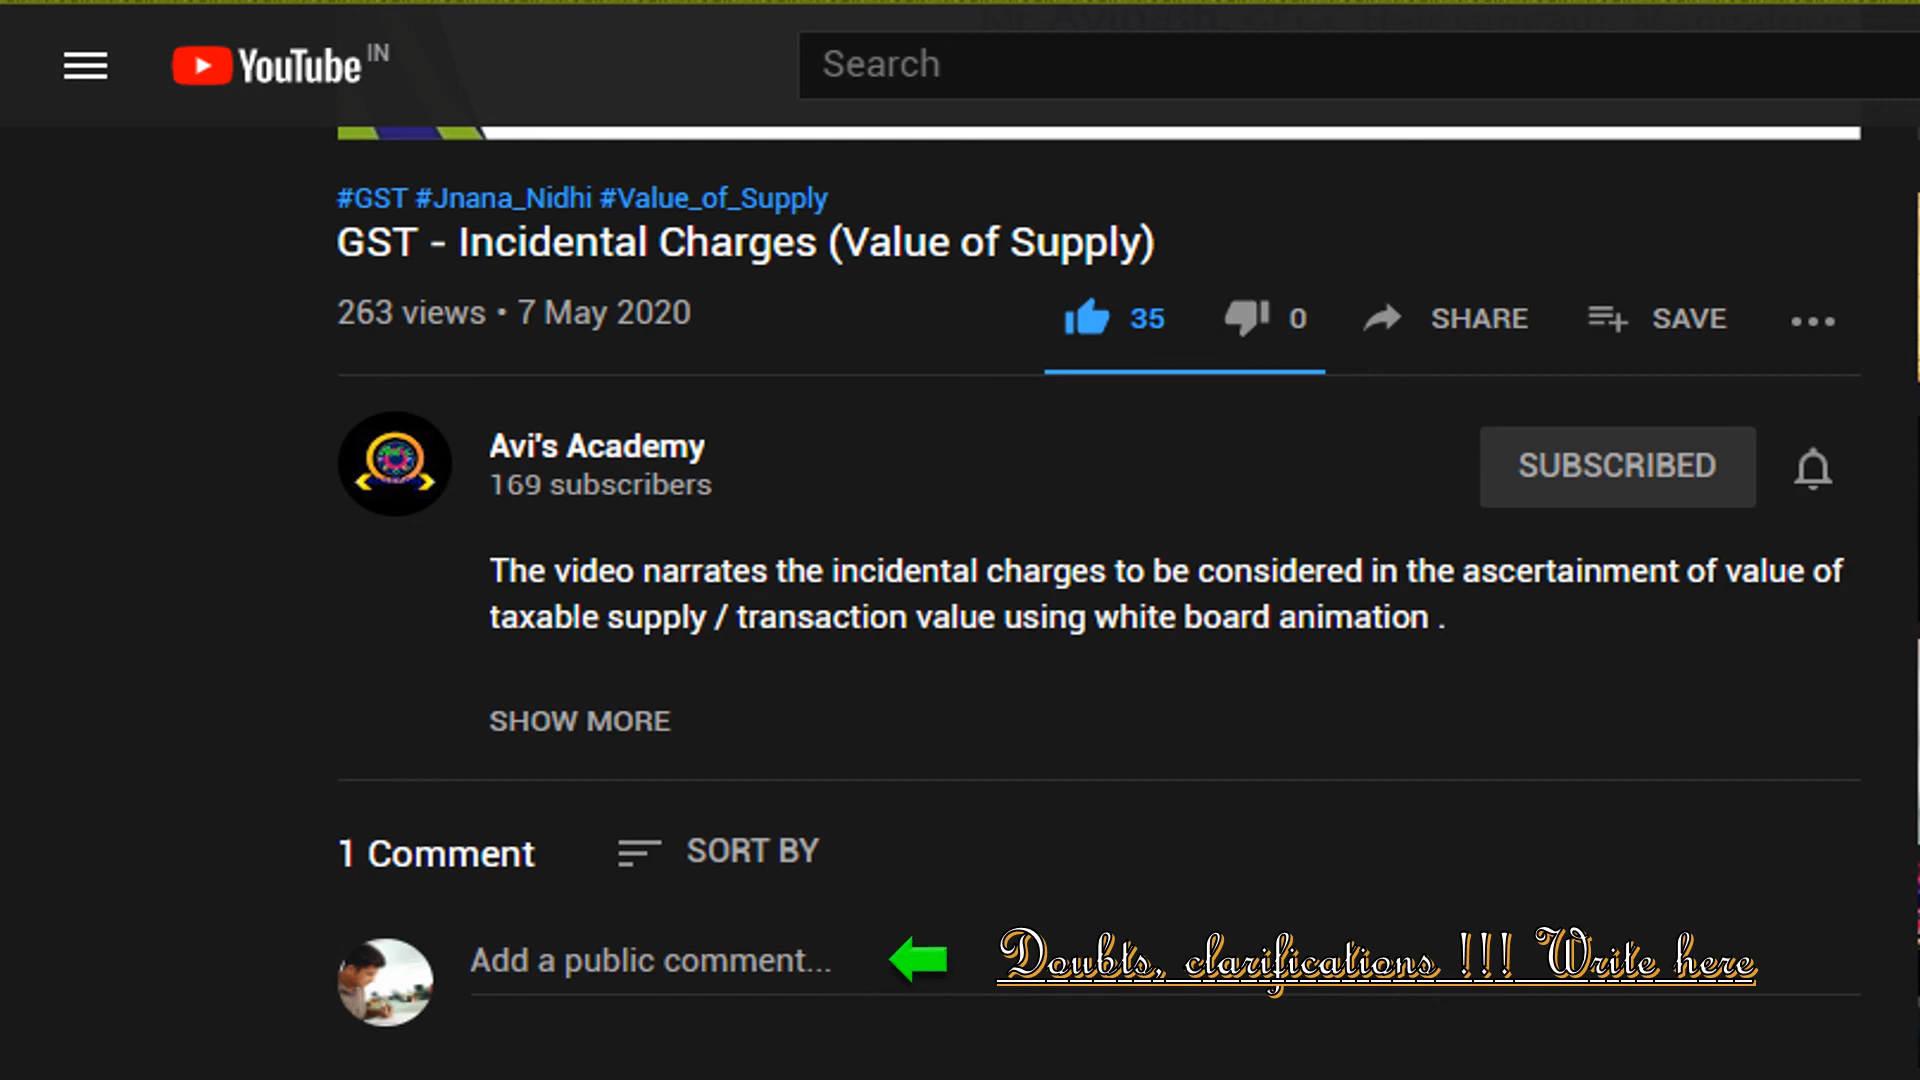 YouTube IN
Search
#GST #Jnana_Nidhi #Value_of_Supply
GST - Incidental Charges (Value of Supply)
263 views • 7 May 2020
35
0
SHARE
SAVE
Avi's Academy
169 subscribers
SUBSCRIBED
The video narrates the incidental charges to be considered in the ascertainment of value of
taxable supply / transaction value using white board animation .
SHOW MORE
1 Comment
SORT BY
Add a public comment...
Doubts, clarifications !!! Write here